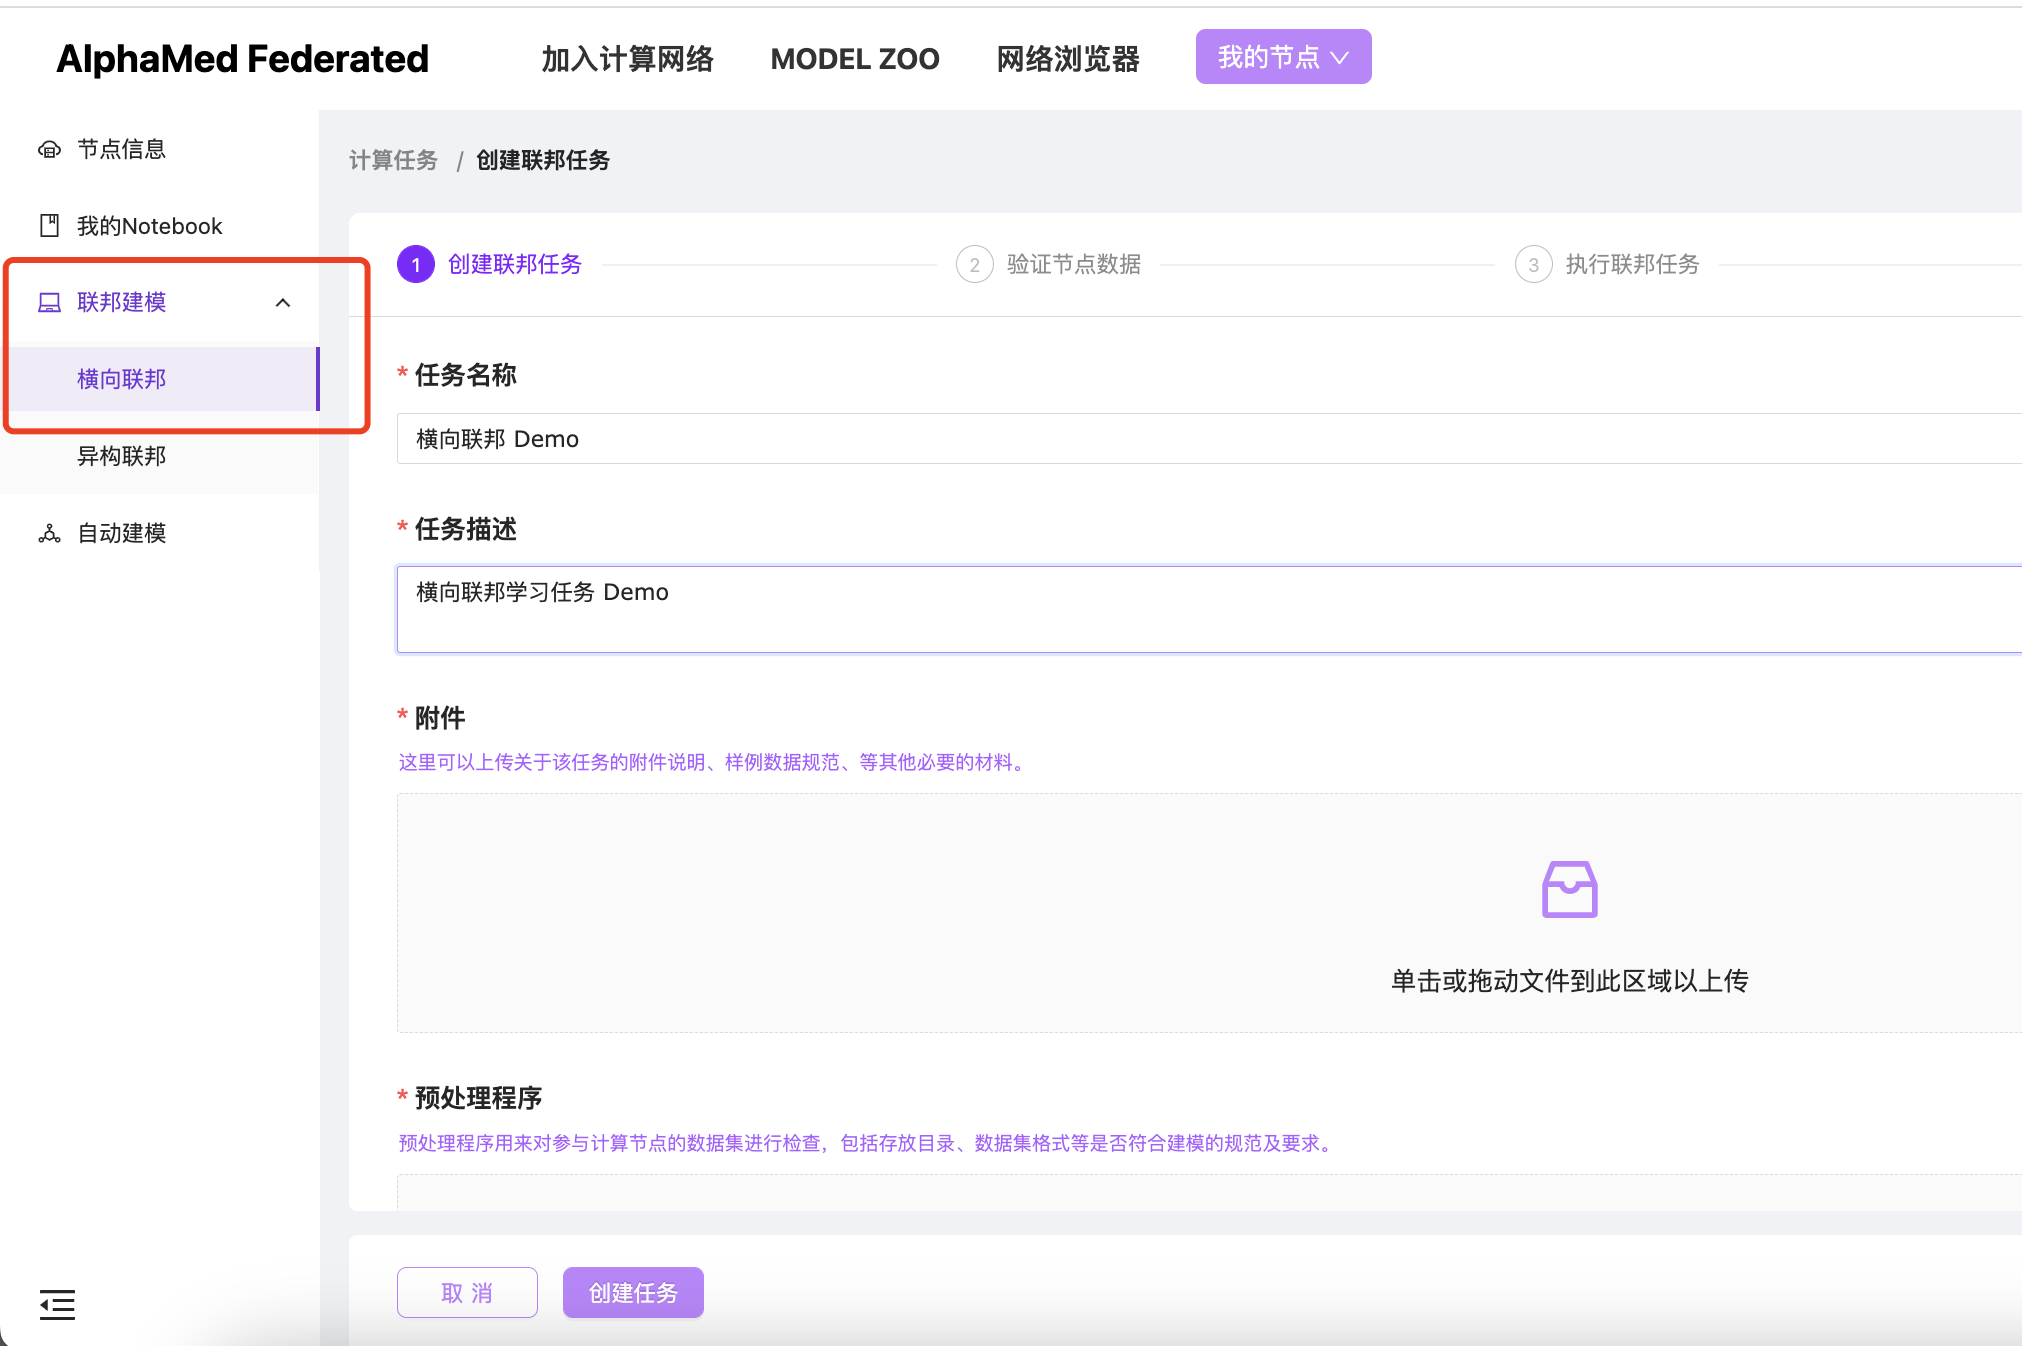 AlphaMed Federated
加入计算网络
MODEL ZOO
网络浏览器
我的节点
节点信息
我的Notebook
联邦建模
横向联邦
异构联邦
自动建模
计算任务 / 创建联邦任务
1 创建联邦任务
2 验证节点数据
3 执行联邦任务
* 任务名称
横向联邦 Demo
* 任务描述
横向联邦学习任务 Demo
* 附件
这里可以上传关于该任务的附件说明、样例数据规范、等其他必要的材料。
单击或拖动文件到此区域以上传
* 预处理程序
预处理程序用来对参与计算节点的数据集进行检查，包括存放目录、数据集格式等是否符合建模的规范及要求。
取 消
创建任务